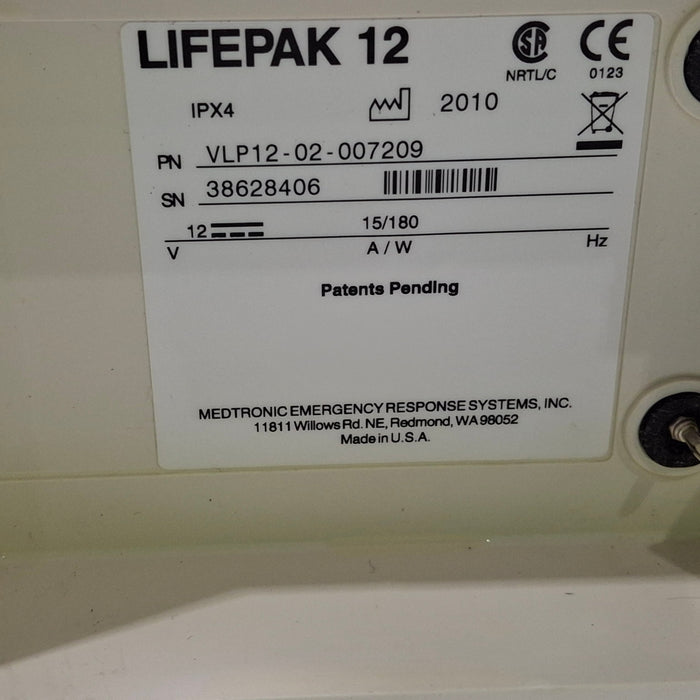 LIFEPAK 12
NRTL/C
0123
IPX4
2010
PN VLP12-02-007209
SN 38628406
12 15/180
V A/W Hz
Patents Pending
MEDTRONIC EMERGENCY RESPONSE SYSTEMS, INC.
11811 Willows Rd. NE, Redmond, WA 98052
Made in U.S.A.